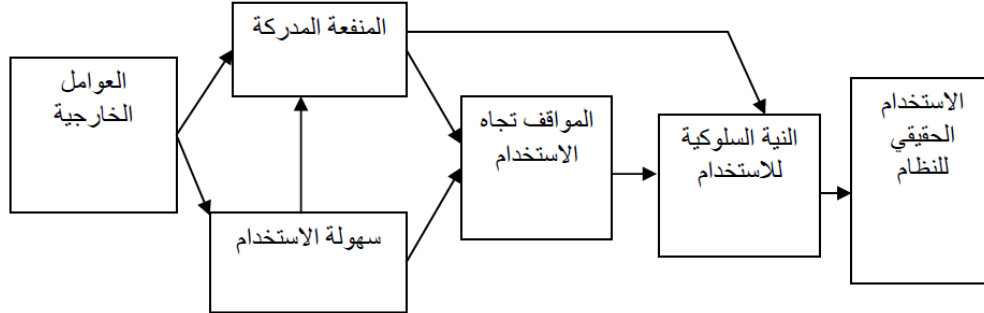 المنفعة المدركة
العوامل
الخارجية
سهولة الاستخدام
المواقف تجاه
الاستخدام
النية السلوكية
للاستخدام
الاستخدام
الحقيقي
للنظام